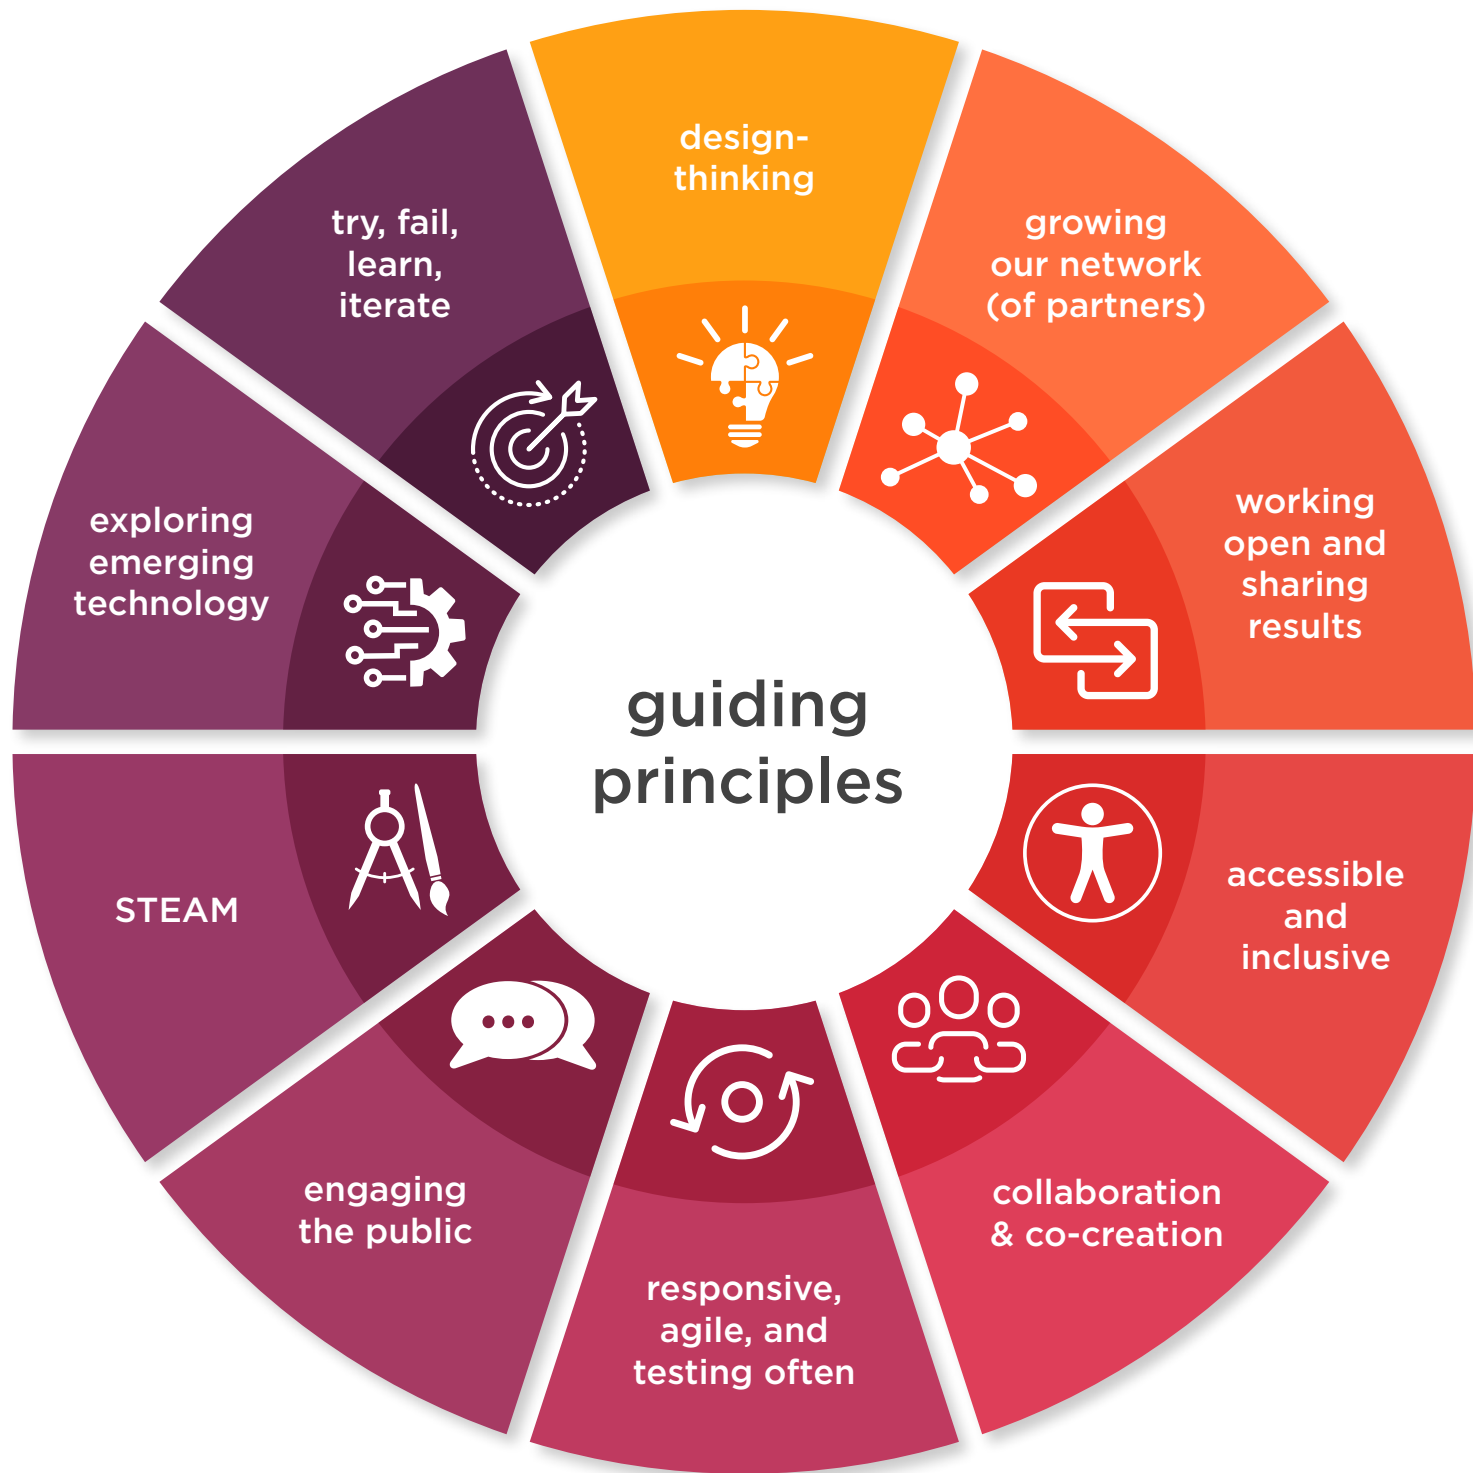 design-
thinking
growing
our network
(of partners)
working
open and
sharing
results
accessible
and
inclusive
collaboration
& co-creation
responsive,
agile, and
testing often
engaging
the public
STEAM
exploring
emerging
technology
try, fail,
learn,
iterate
guiding
principles